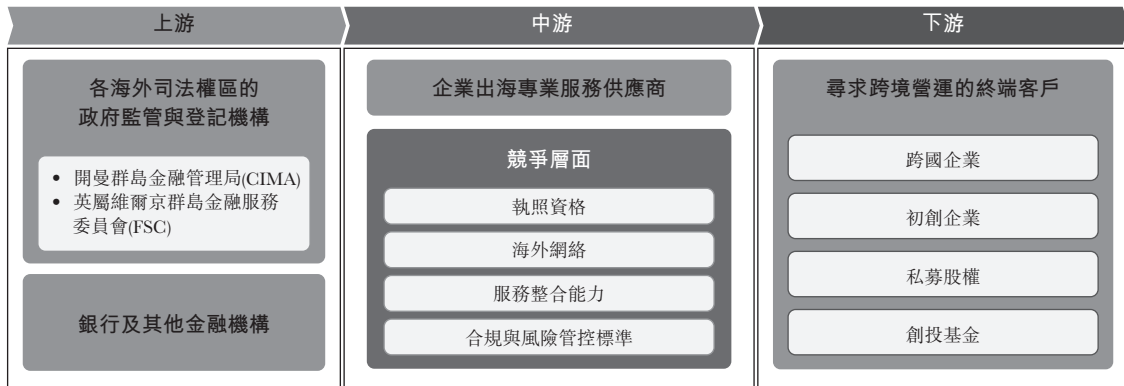 上游
各海外司法權區的
政府監管與登記機構
• 開曼群島金融管理局(CIMA)
• 英屬維爾京群島金融服務
委員會(FSC)
銀行及其他金融機構
中游
企業出海專業服務供應商
競爭層面
執照資格
海外網絡
服務整合能力
合規與風險管控標準
下游
尋求跨境營運的終端客戶
跨國企業
初創企業
私募股權
創投基金